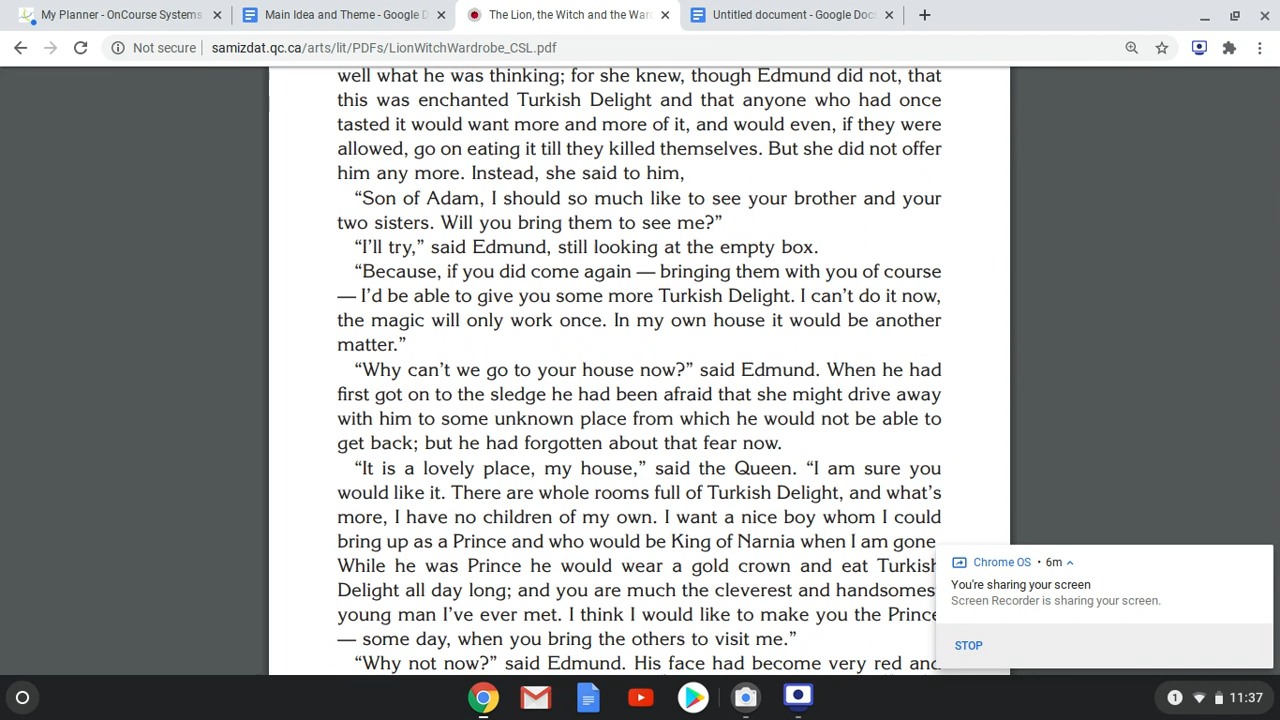 My Planner - OnCourse Systems
Main Idea and Theme - Google D
The Lion, the Witch and the War
Untitled document - Google Doc
Not secure
samizdat.qc.ca/arts/lit/PDFs/LionWitchWardrobe_CSL.pdf
well what he was thinking; for she knew, though Edmund did not, that
this was enchanted Turkish Delight and that anyone who had once
tasted it would want more and more of it, and would even, if they were
allowed, go on eating it till they killed themselves. But she did not offer
him any more. Instead, she said to him,
“Son of Adam, I should so much like to see your brother and your
two sisters. Will you bring them to see me?”
“I’ll try,” said Edmund, still looking at the empty box.
“Because, if you did come again — bringing them with you of course
— I’d be able to give you some more Turkish Delight. I can’t do it now,
the magic will only work once. In my own house it would be another
matter.”
“Why can’t we go to your house now?” said Edmund. When he had
first got on to the sledge he had been afraid that she might drive away
with him to some unknown place from which he would not be able to
get back; but he had forgotten about that fear now.
“It is a lovely place, my house,” said the Queen. “I am sure you
would like it. There are whole rooms full of Turkish Delight, and what’s
more, I have no children of my own. I want a nice boy whom I could
bring up as a Prince and who would be King of Narnia when I am gone
While he was Prince he would wear a gold crown and eat Turkish
Delight all day long; and you are much the cleverest and handsomes
young man I’ve ever met. I think I would like to make you the Prince
— some day, when you bring the others to visit me.”
“Why not now?” said Edmund. His face had become very red and
Chrome OS • 6m
You're sharing your screen
Screen Recorder is sharing your screen.
STOP
1
11:37